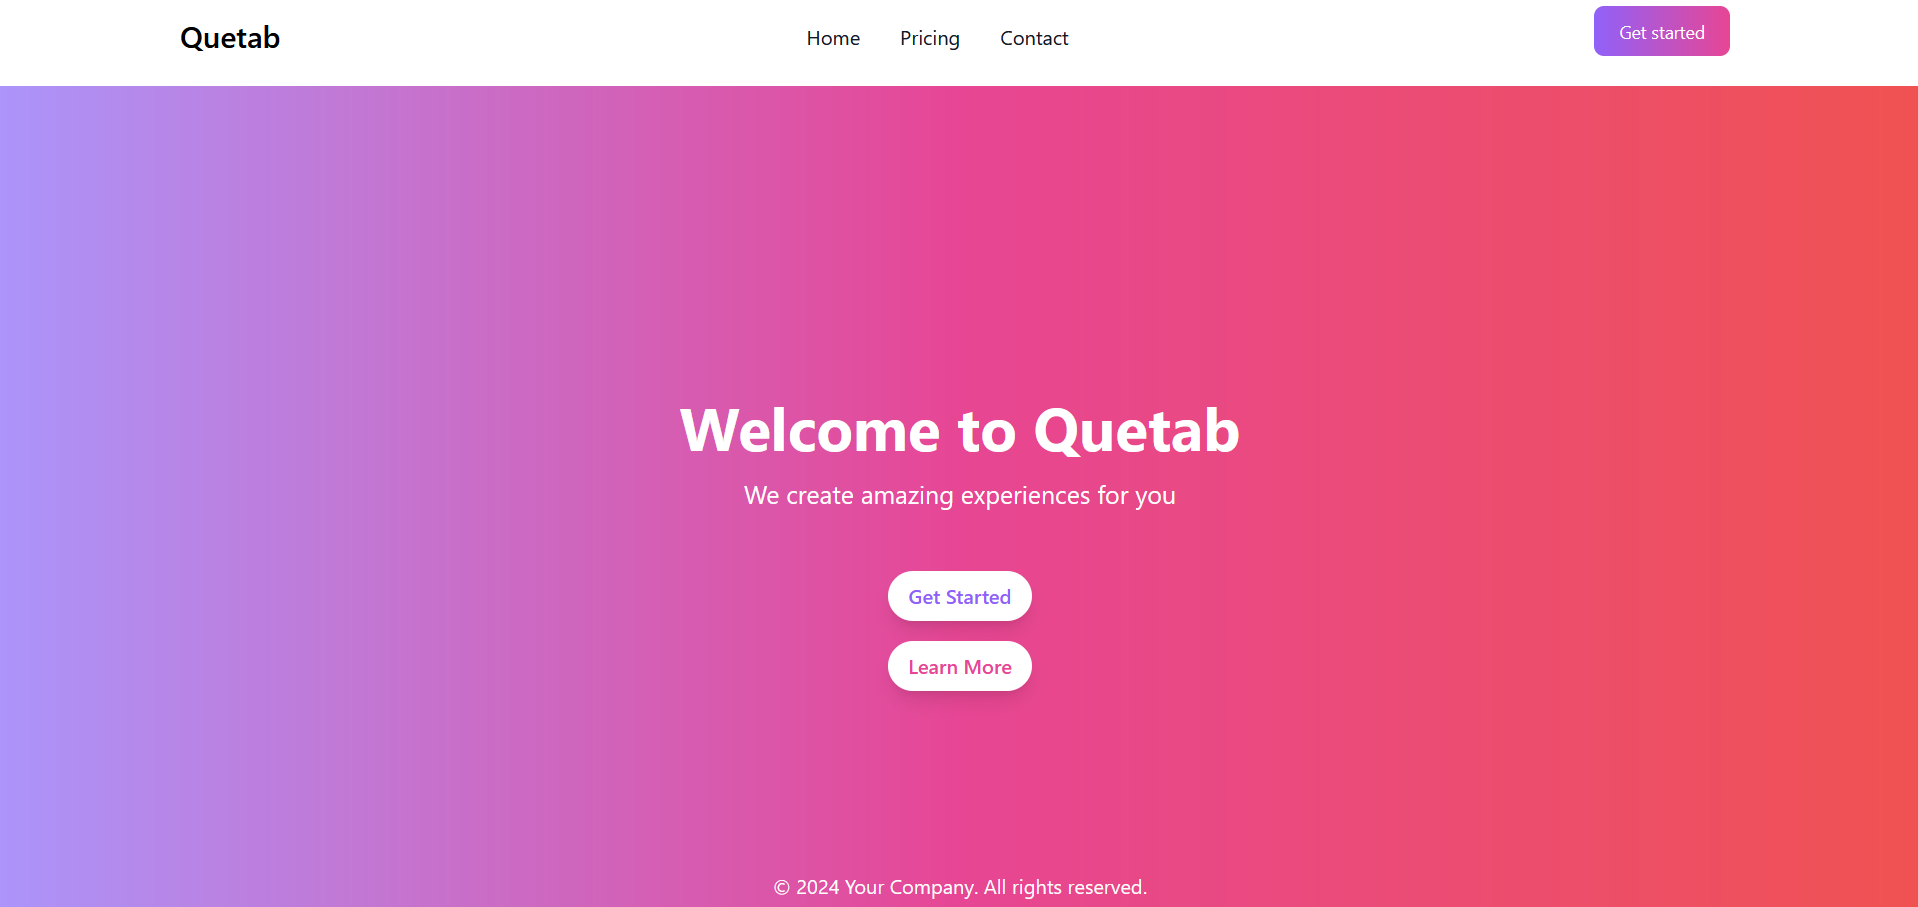 Quetab
Home Pricing Contact
Get started
Welcome to Quetab
We create amazing experiences for you
Get Started
Learn More
© 2024 Your Company. All rights reserved.